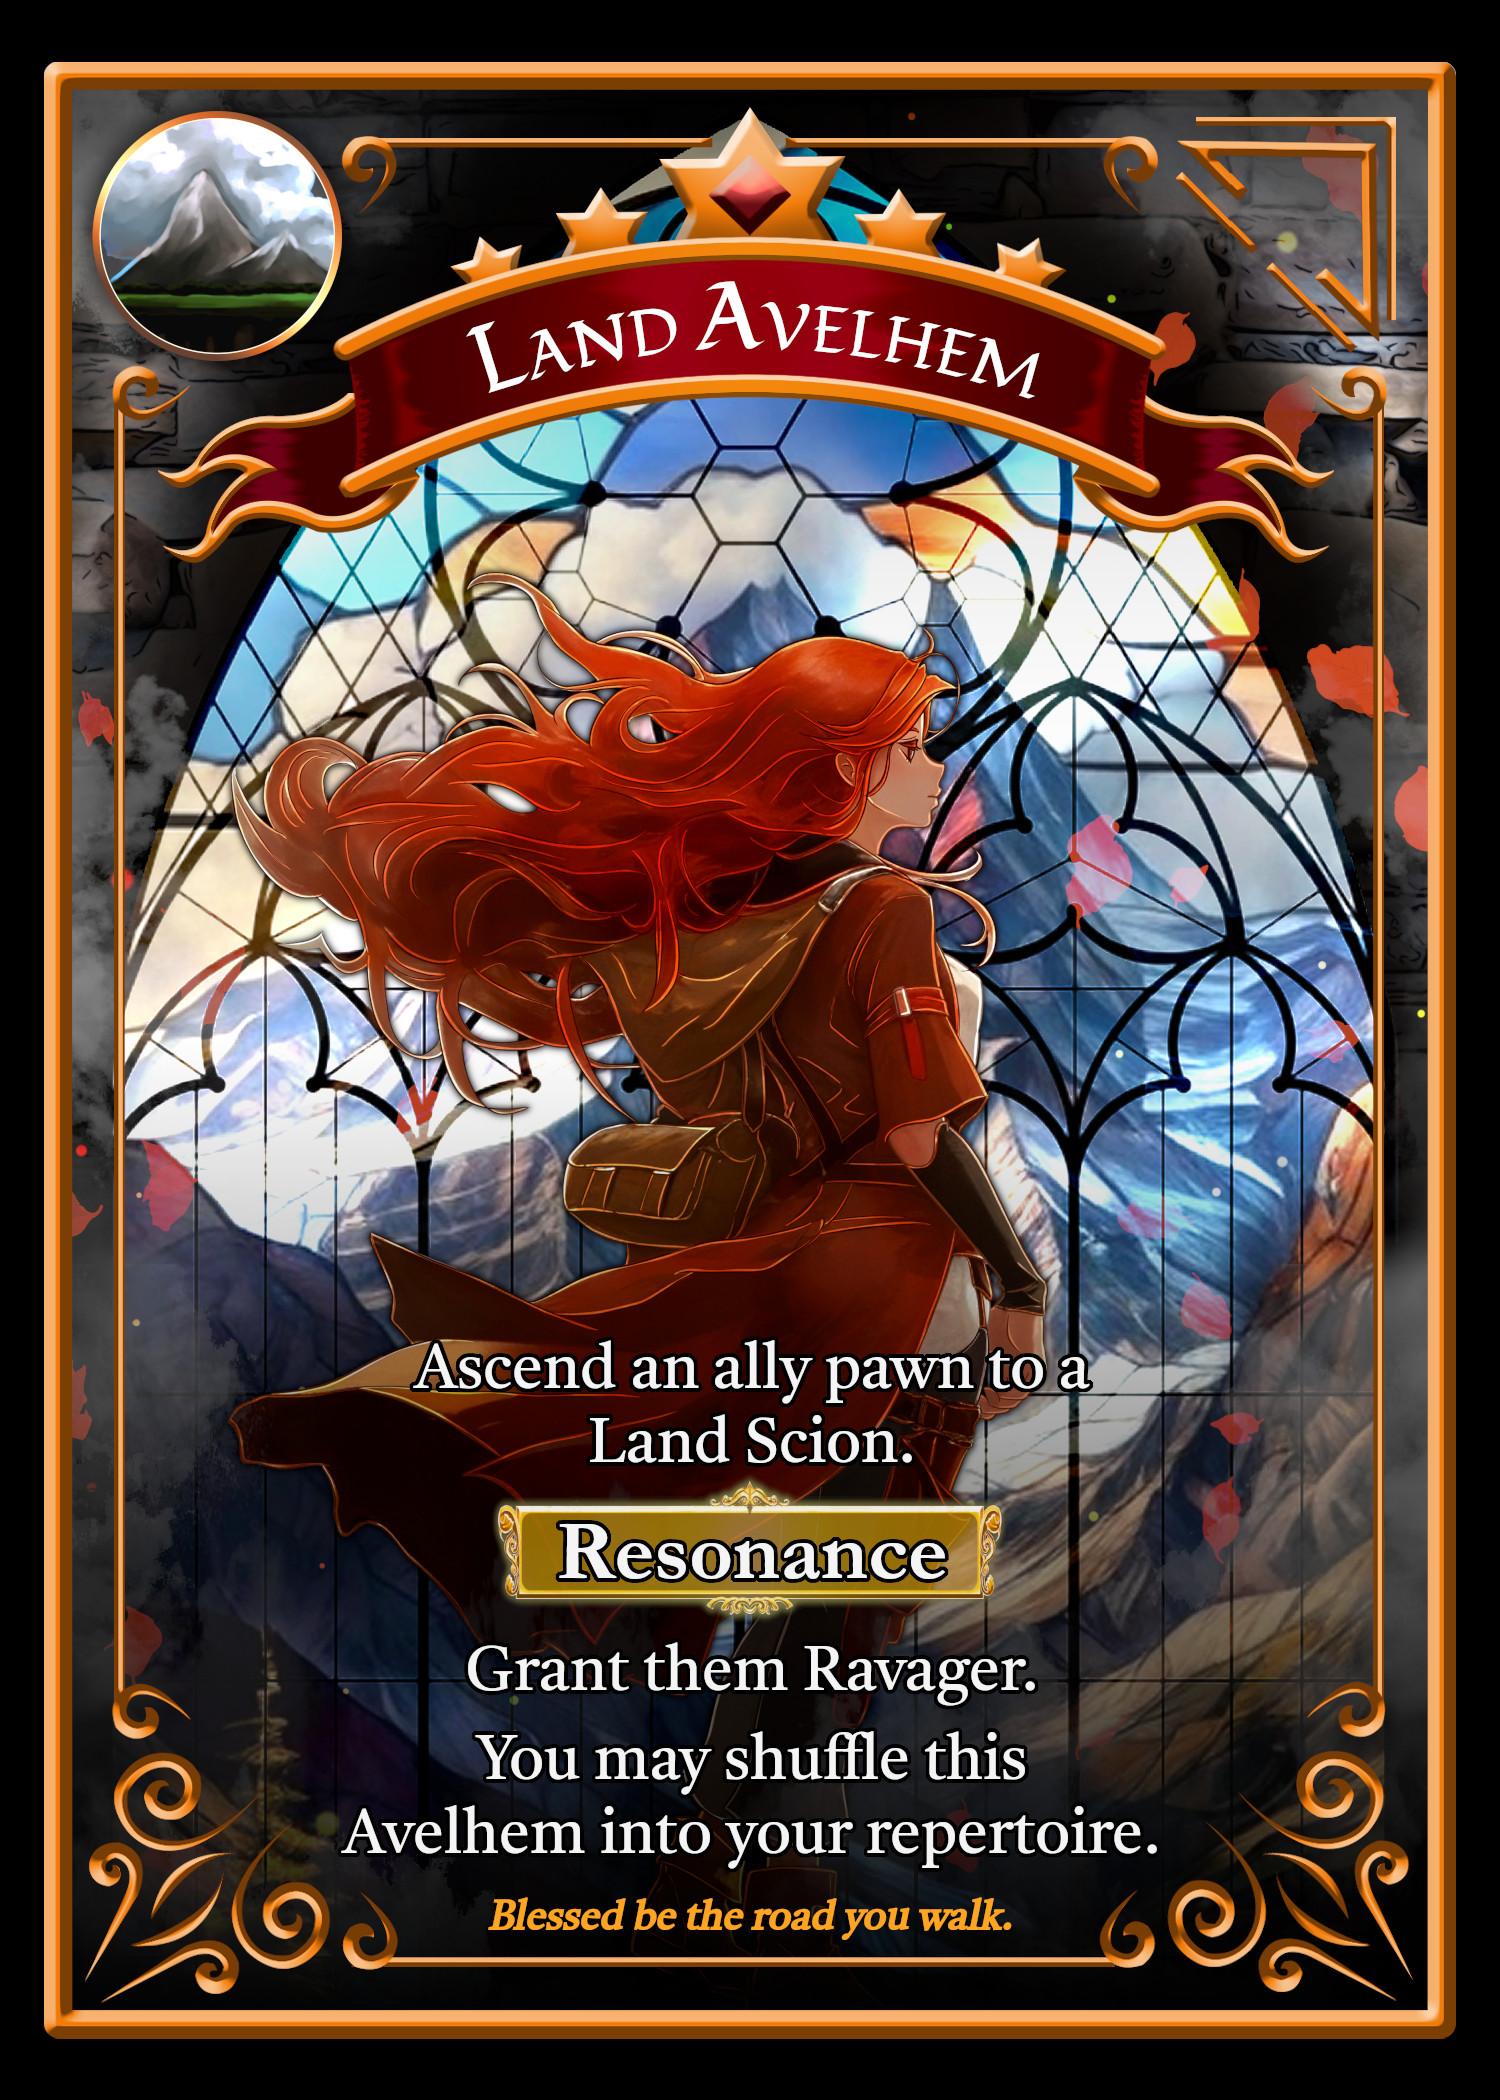 Land Avelhem
Ascend an ally pawn to a
Land Scion.
Resonance
Grant them Ravager.
You may shuffle this
Avelhem into your repertoire.
Blessed be the road you walk.